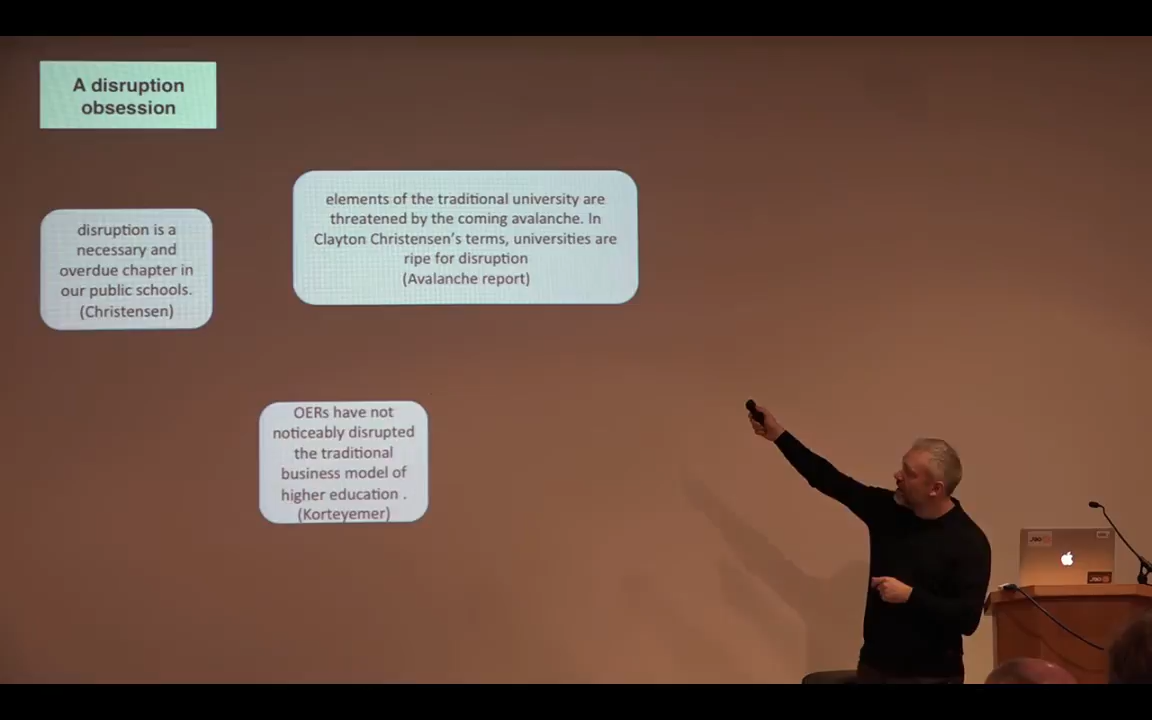 A disruption
obsession
elements of the traditional university are
threatened by the coming avalanche. In
Clayton Christensen's terms, universities are
ripe for disruption
(Avalanche report)
disruption is a
necessary and
overdue chapter in
our public schools.
(Christensen)
OERs have not
noticeably disrupted
the traditional
business model of
higher education .
(Korteyemer)